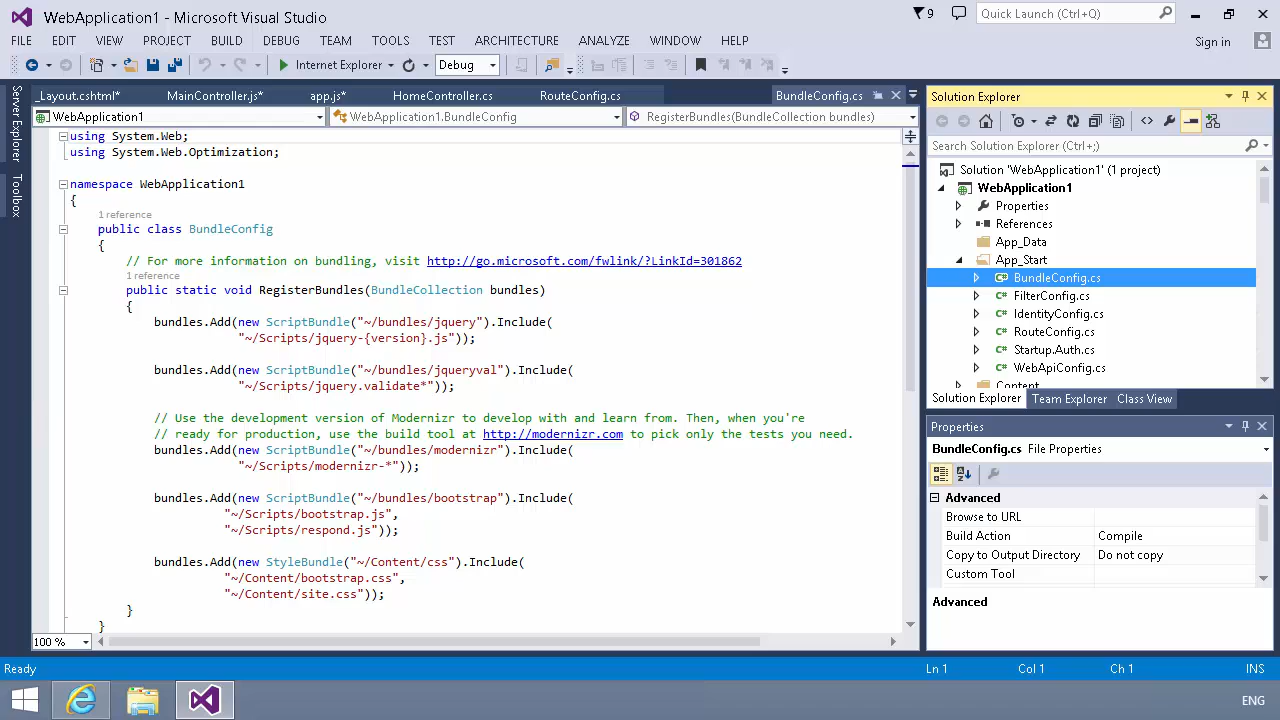 WebApplication1 - Microsoft Visual Studio
9
Quick Launch (Ctrl+Q)
FILE EDIT VIEW PROJECT BUILD DEBUG TEAM TOOLS TEST ARCHITECTURE ANALYZE WINDOW HELP
Sign in
Internet Explorer
Debug
Server Explorer
Toolbox
_Layout.cshtml* MainController.js* app.js* HomeController.cs RouteConfig.cs BundleConfig.cs
WebApplication1 WebApplication1.BundleConfig RegisterBundles(BundleCollection bundles)
using System.Web;
using System.Web.Optimization;
namespace WebApplication1
{
1 reference
public class BundleConfig
{
// For more information on bundling, visit http://go.microsoft.com/fwlink/?LinkId=301862
1 reference
public static void RegisterBundles(BundleCollection bundles)
{
bundles.Add(new ScriptBundle("~/bundles/jquery").Include(
"~/Scripts/jquery-{version}.js"));
bundles.Add(new ScriptBundle("~/bundles/jqueryval").Include(
"~/Scripts/jquery.validate*"));
// Use the development version of Modernizr to develop with and learn from. Then, when you're
// ready for production, use the build tool at http://modernizr.com to pick only the tests you need.
bundles.Add(new ScriptBundle("~/bundles/modernizr").Include(
"~/Scripts/modernizr-*"));
bundles.Add(new ScriptBundle("~/bundles/bootstrap").Include(
"~/Scripts/bootstrap.js",
"~/Scripts/respond.js"));
bundles.Add(new StyleBundle("~/Content/css").Include(
"~/Content/bootstrap.css",
"~/Content/site.css"));
}
}
100 %
Solution Explorer
Search Solution Explorer (Ctrl+;)
Solution 'WebApplication1' (1 project)
WebApplication1
Properties
References
App_Data
App_Start
BundleConfig.cs
FilterConfig.cs
IdentityConfig.cs
RouteConfig.cs
Startup.Auth.cs
WebApiConfig.cs
Content
Solution Explorer Team Explorer Class View
Properties
BundleConfig.cs File Properties
Advanced
Browse to URL
Build Action Compile
Copy to Output Directory Do not copy
Custom Tool
Advanced
Ready Ln 1 Col 1 Ch 1 INS
ENG